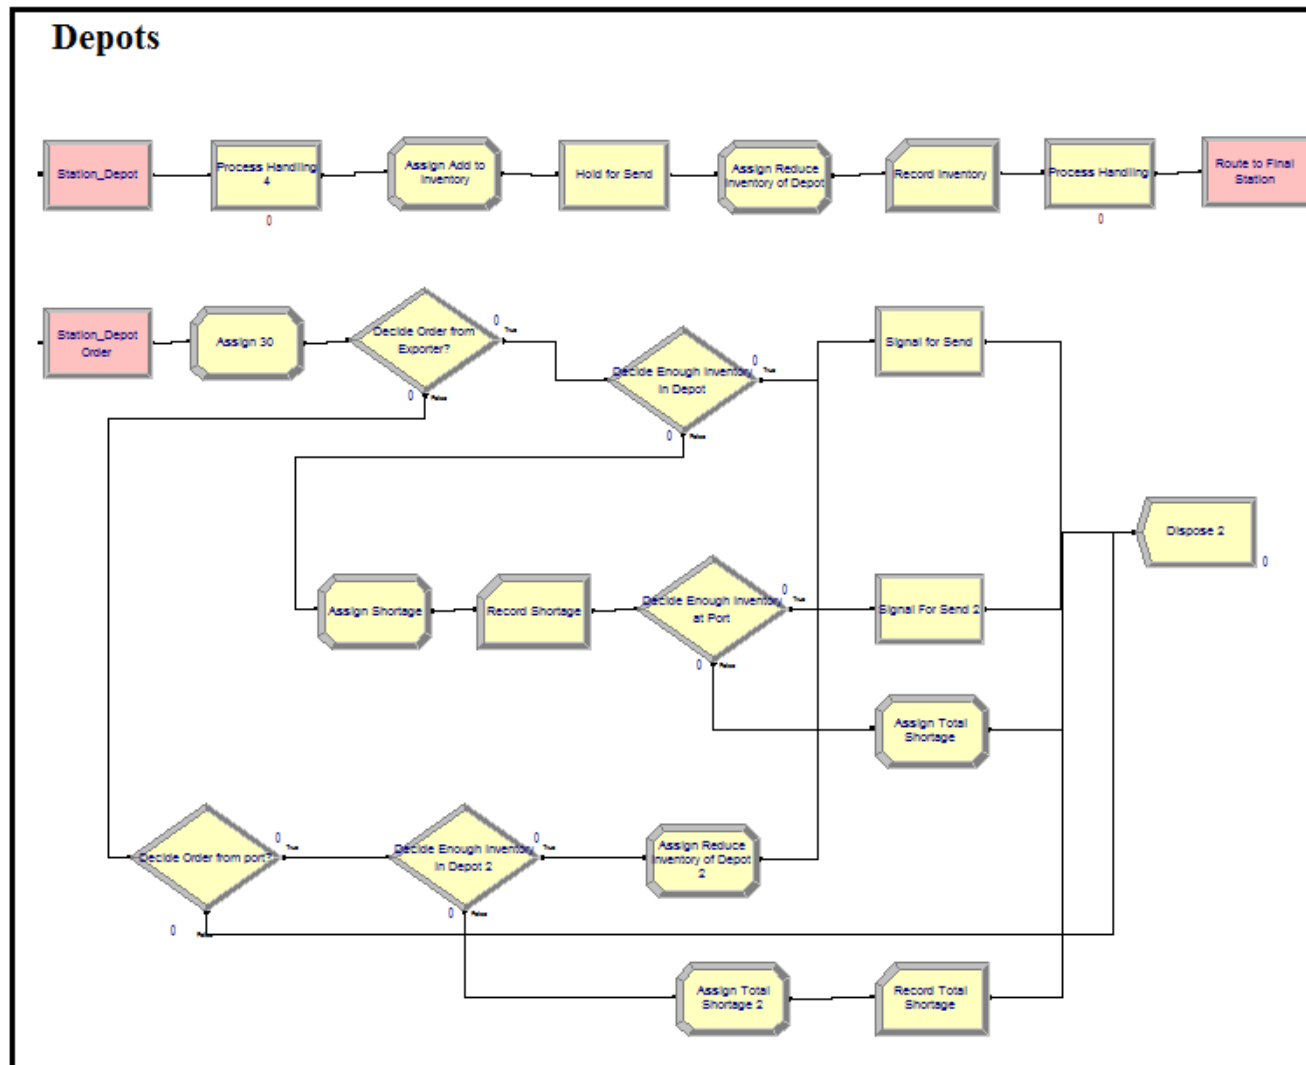 Depots
Station_Depot
Process Handling
4
0
Assign Add to
Inventory
Hold for Send
Assign Reduce
Inventory of Depot
Record Inventory
Process Handling
0
Route to Final
Station
Station_Depot
Order
Assign 30
Decide Order from
Exporter?
0
True
0
False
Decide Enough Inventory
in Depot
0
True
0
False
Signal for Send
Dispose 2
0
Assign Shortage
Record Shortage
Decide Enough Inventory
at Port
0
True
0
False
Signal For Send 2
Assign Total
Shortage
Decide Order from port?
0
True
0
False
Decide Enough Inventory
in Depot 2
0
True
0
False
Assign Reduce
Inventory of Depot
2
Assign Total
Shortage 2
Record Total
Shortage